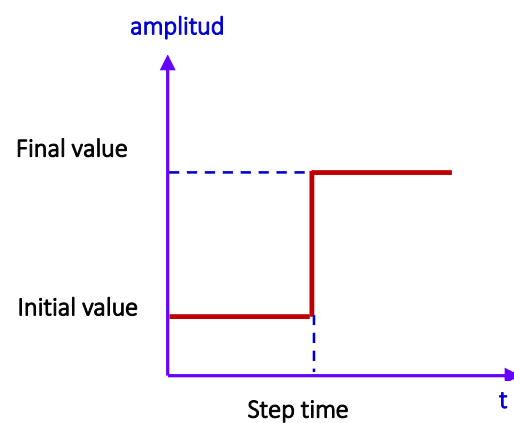 amplitud
Final value
Initial value
t
Step time